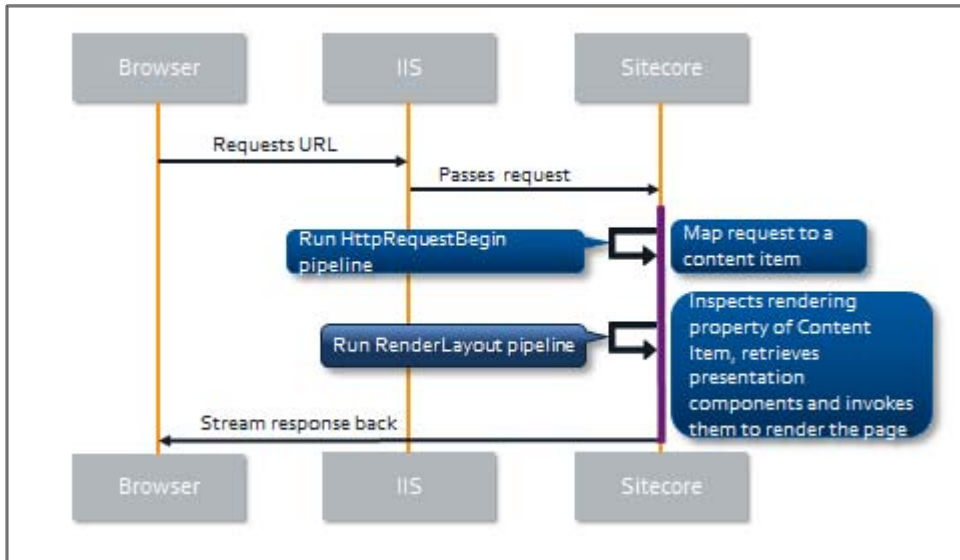 Browser
IIS
Sitecore
Requests URL
Passes request
Run HttpRequestBegin
pipeline
Map request to a
content item
Run RenderLayout pipeline
Inspects rendering
property of Content
Item, retrieves
presentation
components and invokes
them to render the page
Stream response back
Browser
IIS
Sitecore